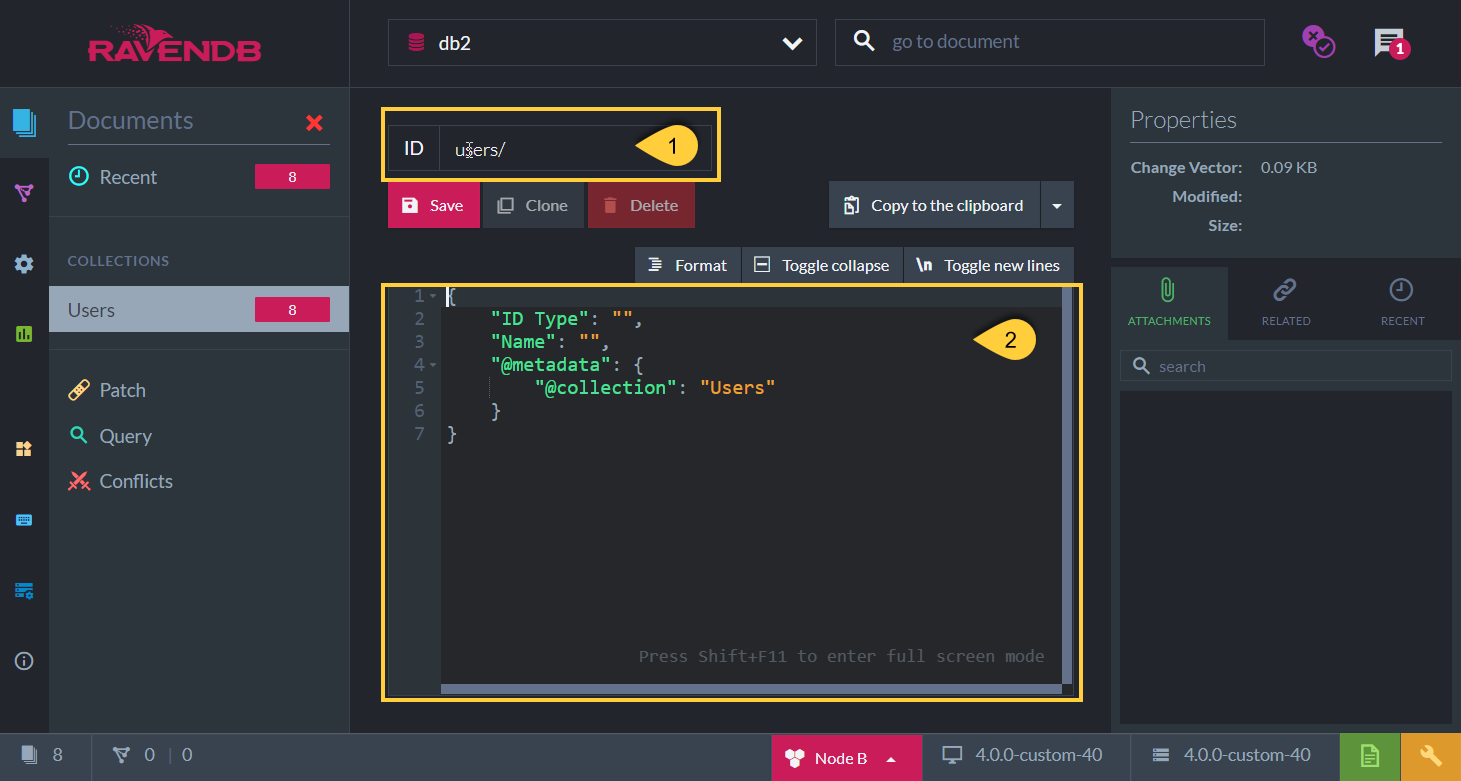 RAVENDB
db2
go to document
1
Documents
Recent
8
COLLECTIONS
Users
8
Patch
Query
Conflicts
ID
users/
1
Save
Clone
Delete
Copy to the clipboard
Format
Toggle collapse
\n Toggle new lines
1 {
2 "ID Type": "",
3 "Name": "",
4 "@metadata": {
5 "@collection": "Users"
6 }
7 }
2
Press Shift+F11 to enter full screen mode
Properties
Change Vector: 0.09 KB
Modified:
Size:
ATTACHMENTS
RELATED
RECENT
search
8
0 | 0
Node B
4.0.0-custom-40
4.0.0-custom-40